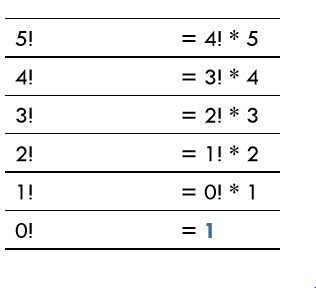 5! = 4! * 5
4! = 3! * 4
3! = 2! * 3
2! = 1! * 2
1! = 0! * 1
0! = 1